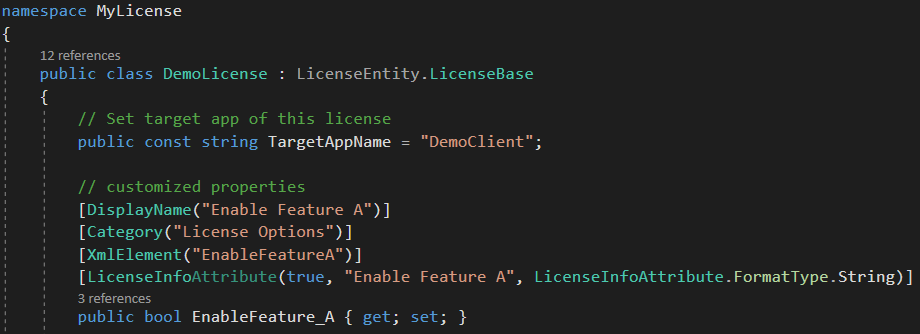 namespace MyLicense
{
12 references
public class DemoLicense : LicenseEntity.LicenseBase
{
// Set target app of this license
public const string TargetAppName = "DemoClient";
// customized properties
[DisplayName("Enable Feature A")]
[Category("License Options")]
[XmlElement("EnableFeatureA")]
[LicenseInfoAttribute(true, "Enable Feature A", LicenseInfoAttribute.FormatType.String)]
3 references
public bool EnableFeature_A { get; set; }